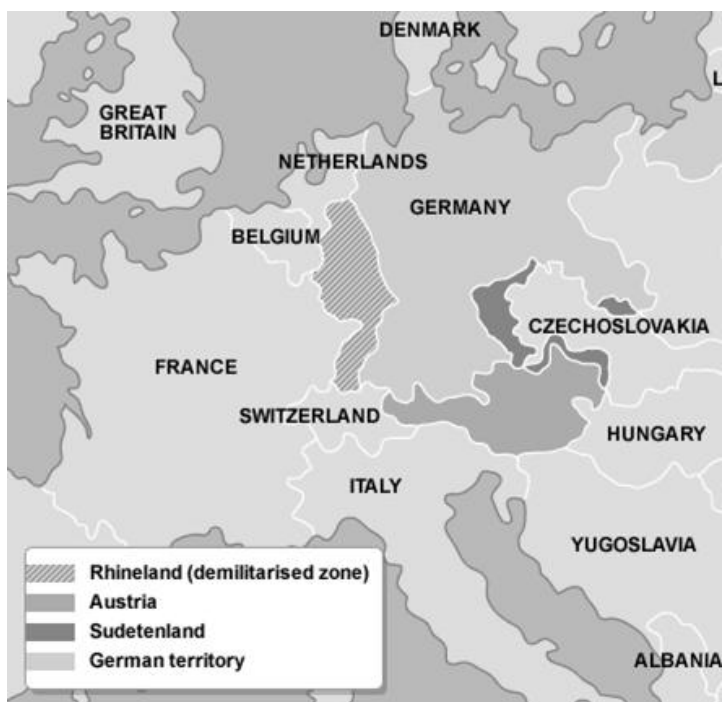 DENMARK
GREAT
BRITAIN
NETHERLANDS
GERMANY
BELGIUM
CZECHOSLOVAKIA
FRANCE
SWITZERLAND
HUNGARY
ITALY
YUGOSLAVIA
Rhineland (demilitarised zone)
Austria
Sudetenland
German territory
ALBANIA